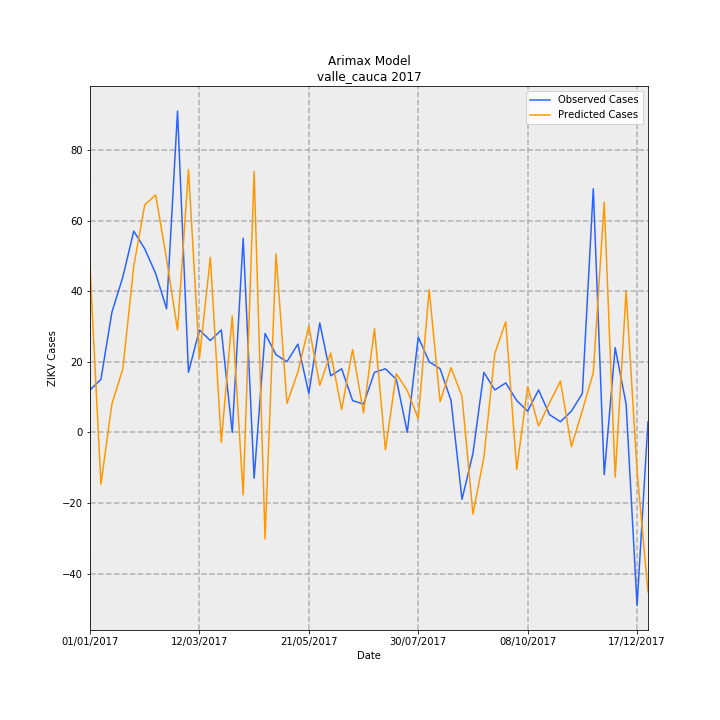 Arimax Model
valle_cauca 2017
Observed Cases
Predicted Cases
ZIKV Cases
80
60
40
20
0
−20
−40
01/01/2017
12/03/2017
21/05/2017
30/07/2017
08/10/2017
17/12/2017
Date